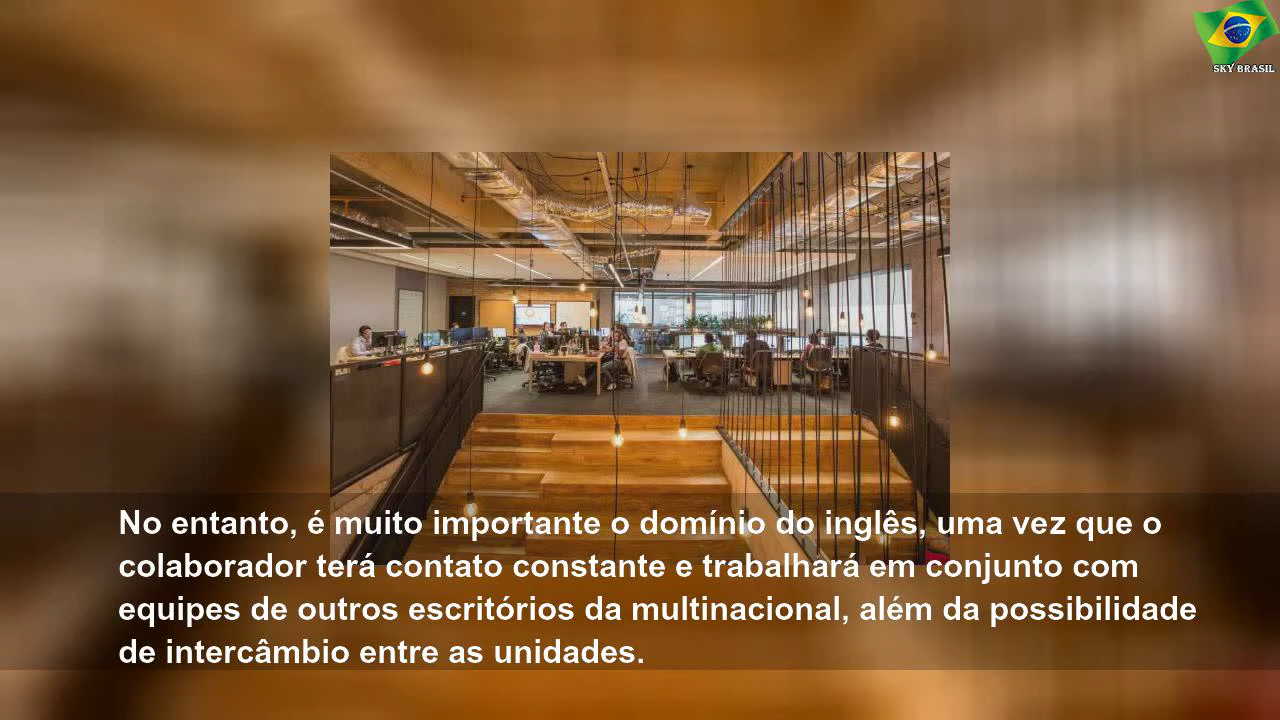 SKY BRASIL
No entanto, é muito importante o domínio do inglês, uma vez que o
colaborador terá contato constante e trabalhará em conjunto com
equipes de outros escritórios da multinacional, além da possibilidade
de intercâmbio entre as unidades.